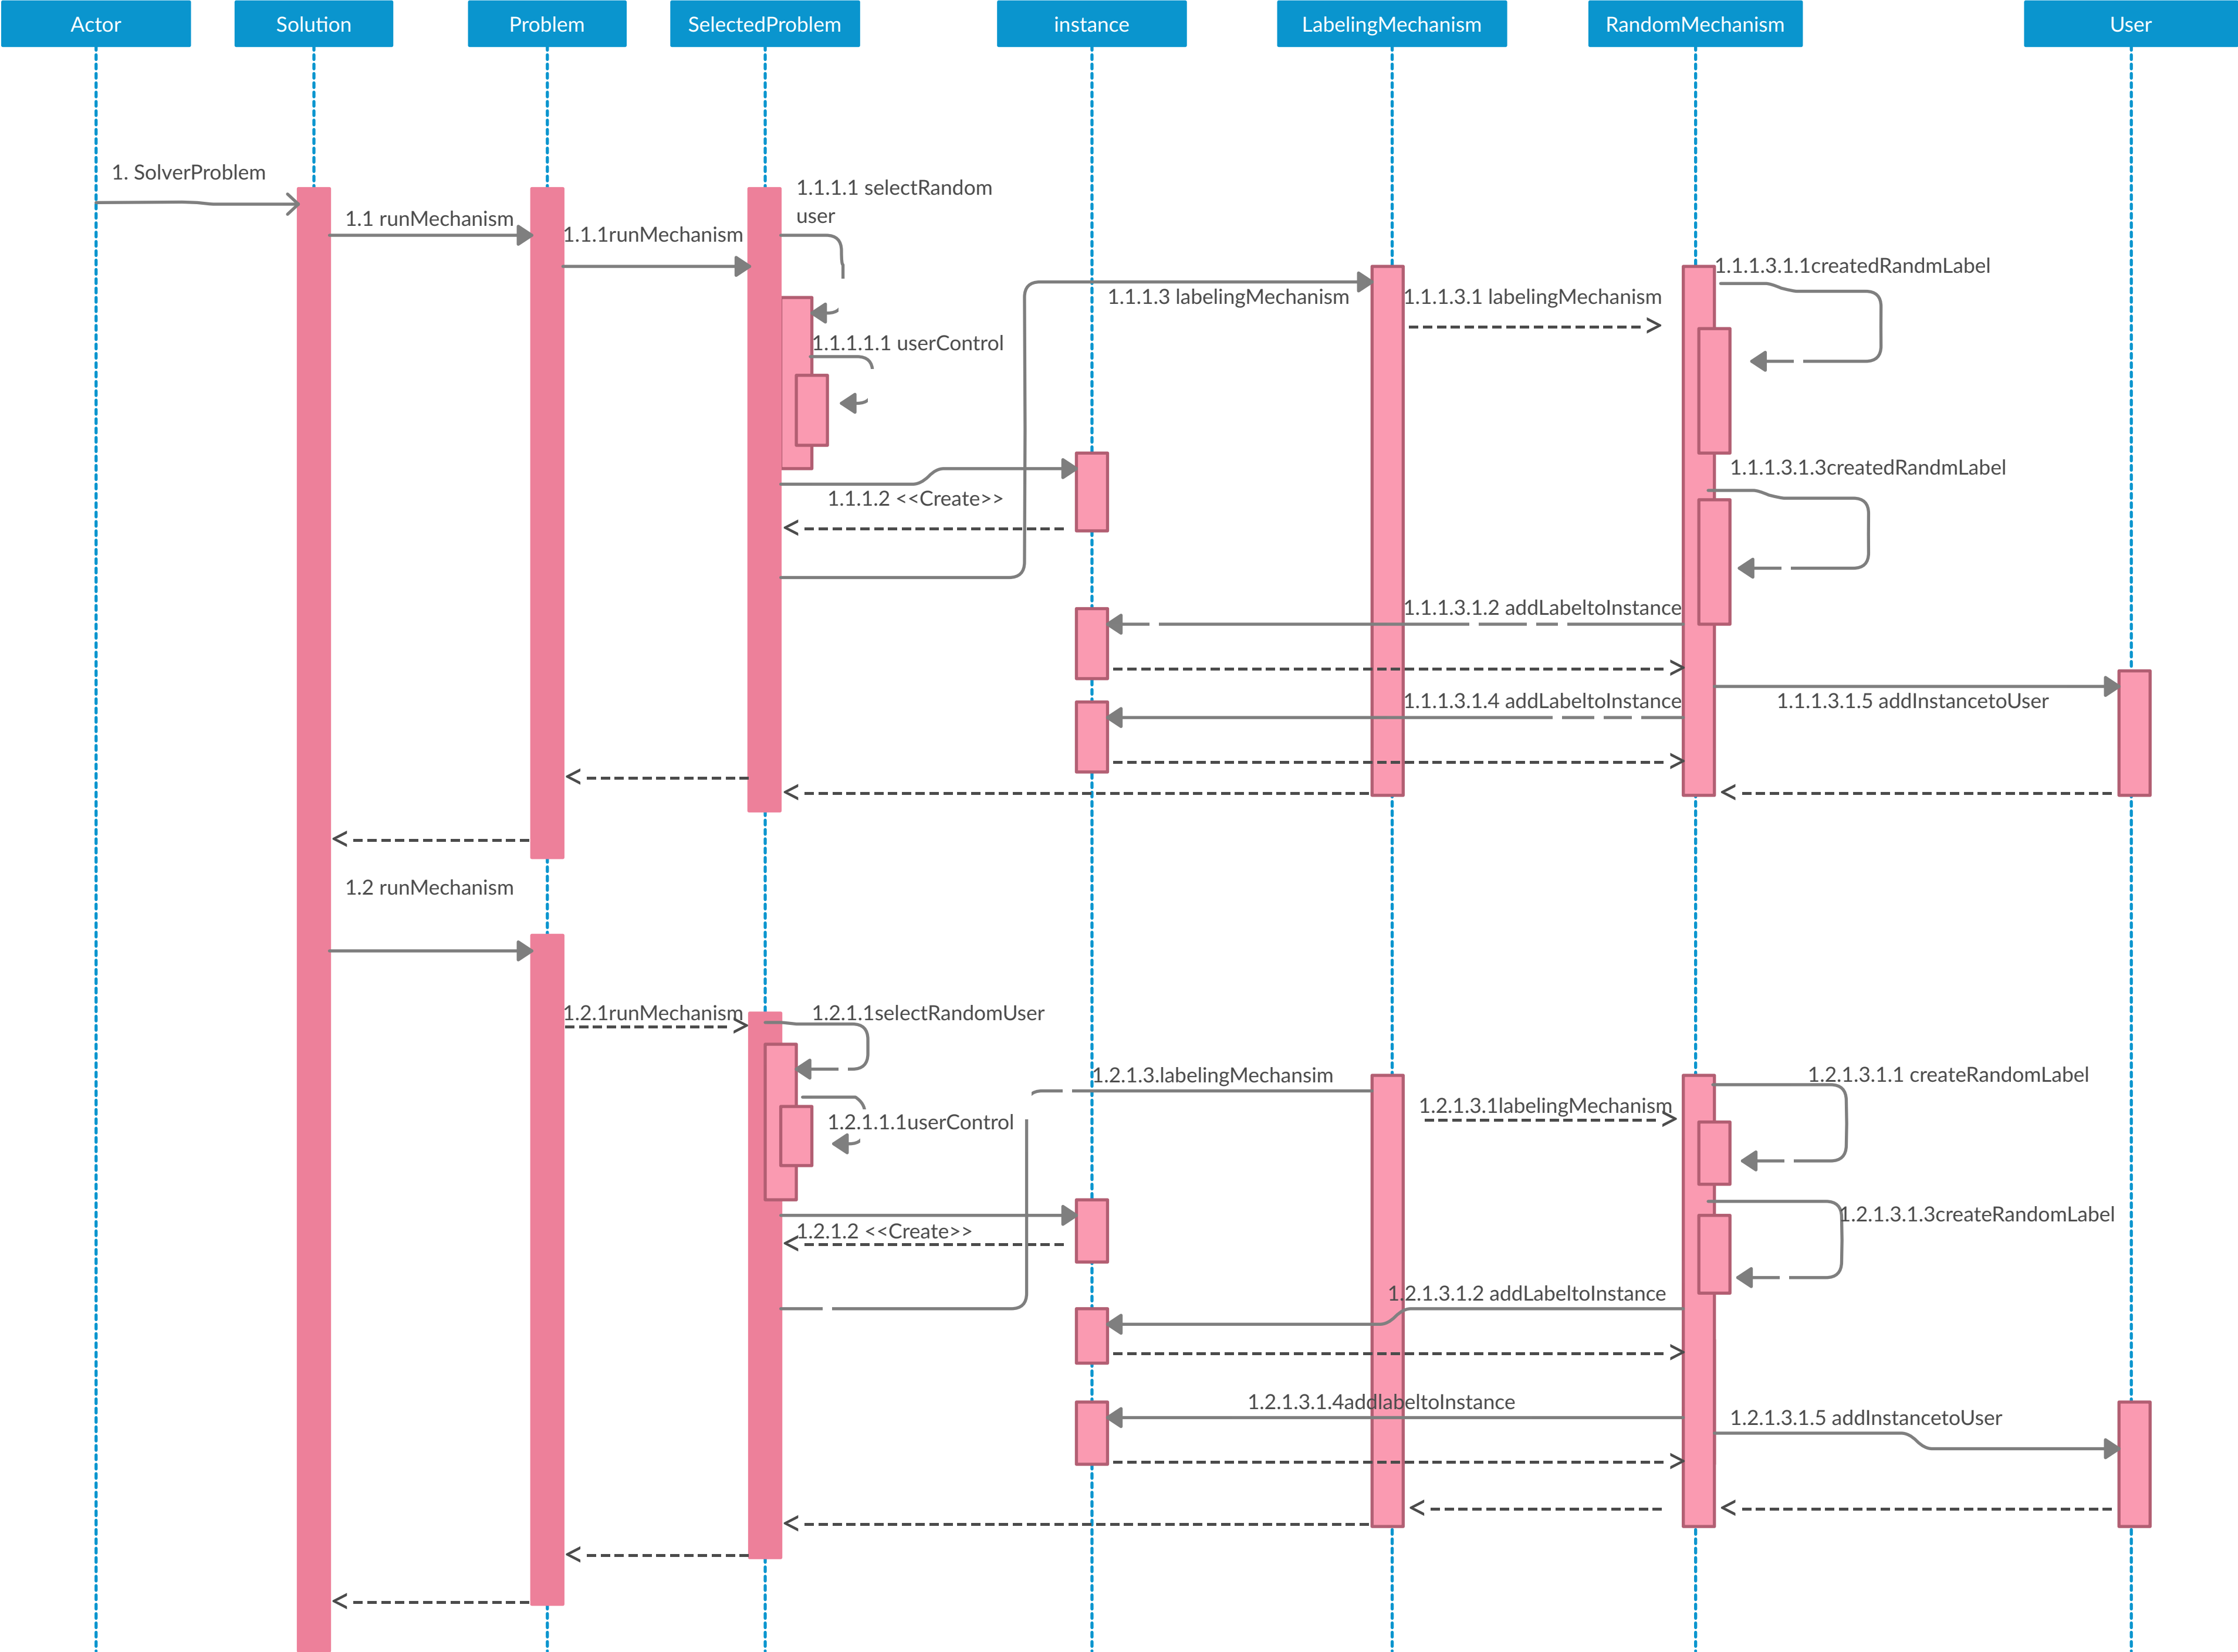 Actor
Solution
Problem
SelectedProblem
instance
LabelingMechanism
RandomMechanism
User
1. SolverProblem
1.1 runMechanism
1.1.1runMechanism
1.1.1.1 selectRandom
user
1.1.1.1.1 userControl
1.1.1.2 <<Create>>
1.1.1.3 labelingMechanism
1.1.1.3.1 labelingMechanism
1.1.1.3.1.1createdRandmLabel
1.1.1.3.1.3createdRandmLabel
1.1.1.3.1.2 addLabeltoInstance
1.1.1.3.1.4 addLabeltoInstance
1.1.1.3.1.5 addInstancetoUser
1.2 runMechanism
1.2.1runMechanism
1.2.1.1selectRandomUser
1.2.1.1.1userControl
1.2.1.3.labelingMechansim
1.2.1.3.1labelingMechanism
1.2.1.3.1.1 createRandomLabel
1.2.1.3.1.3createRandomLabel
1.2.1.2 <<Create>>
1.2.1.3.1.2 addLabeltoInstance
1.2.1.3.1.4addlabeltoInstance
1.2.1.3.1.5 addInstancetoUser